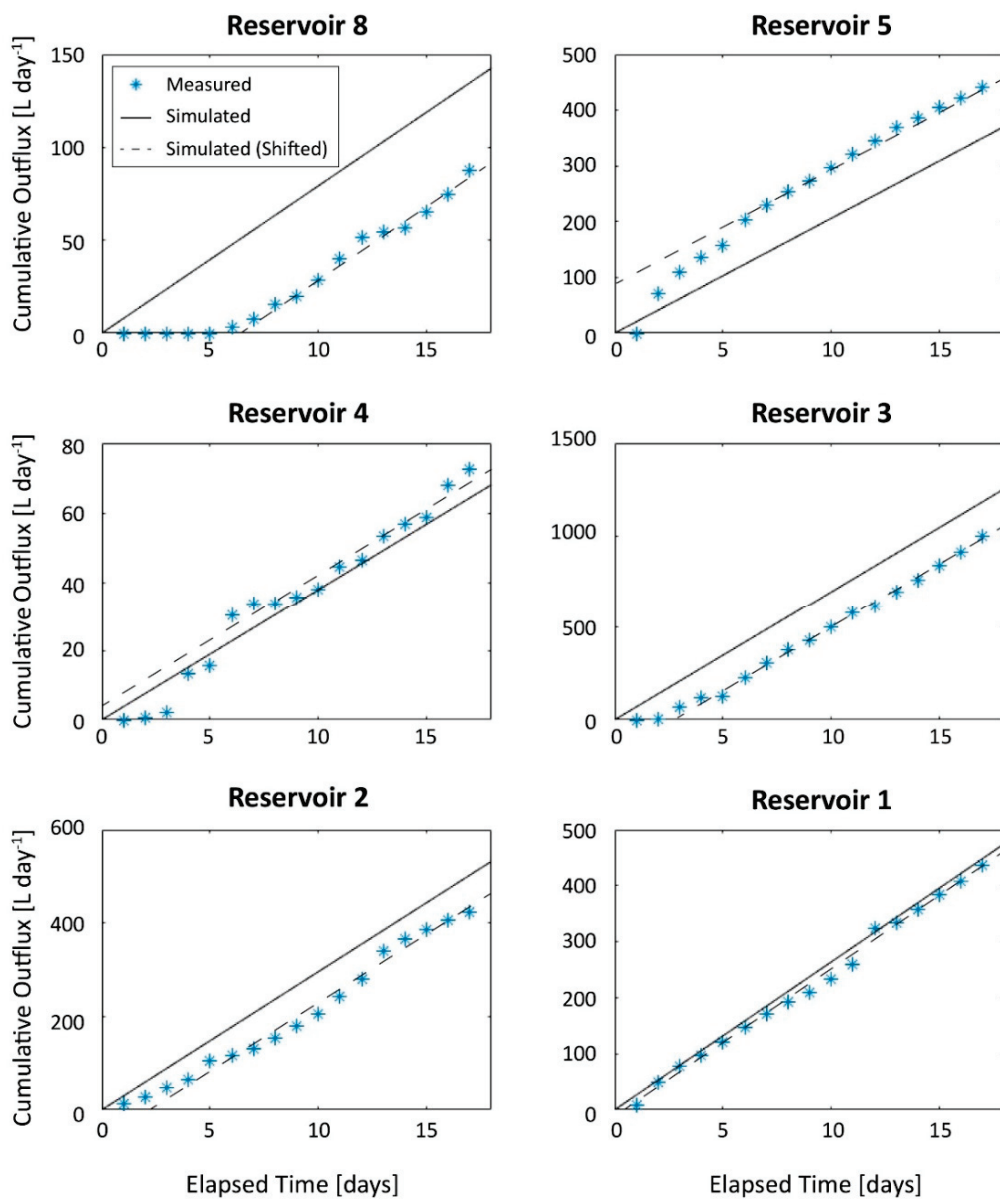 Reservoir 8
Cumulative Outflux [L day-1]
150
100
50
0
Measured
Simulated
Simulated (Shifted)
0 5 10 15
Reservoir 5
500
400
300
200
100
0
0 5 10 15
Reservoir 4
Cumulative Outflux [L day-1]
80
60
40
20
0
0 5 10 15
Reservoir 3
1500
1000
500
0
0 5 10 15
Reservoir 2
Cumulative Outflux [L day-1]
600
400
200
0
0 5 10 15
Elapsed Time [days]
Reservoir 1
500
400
300
200
100
0
0 5 10 15
Elapsed Time [days]